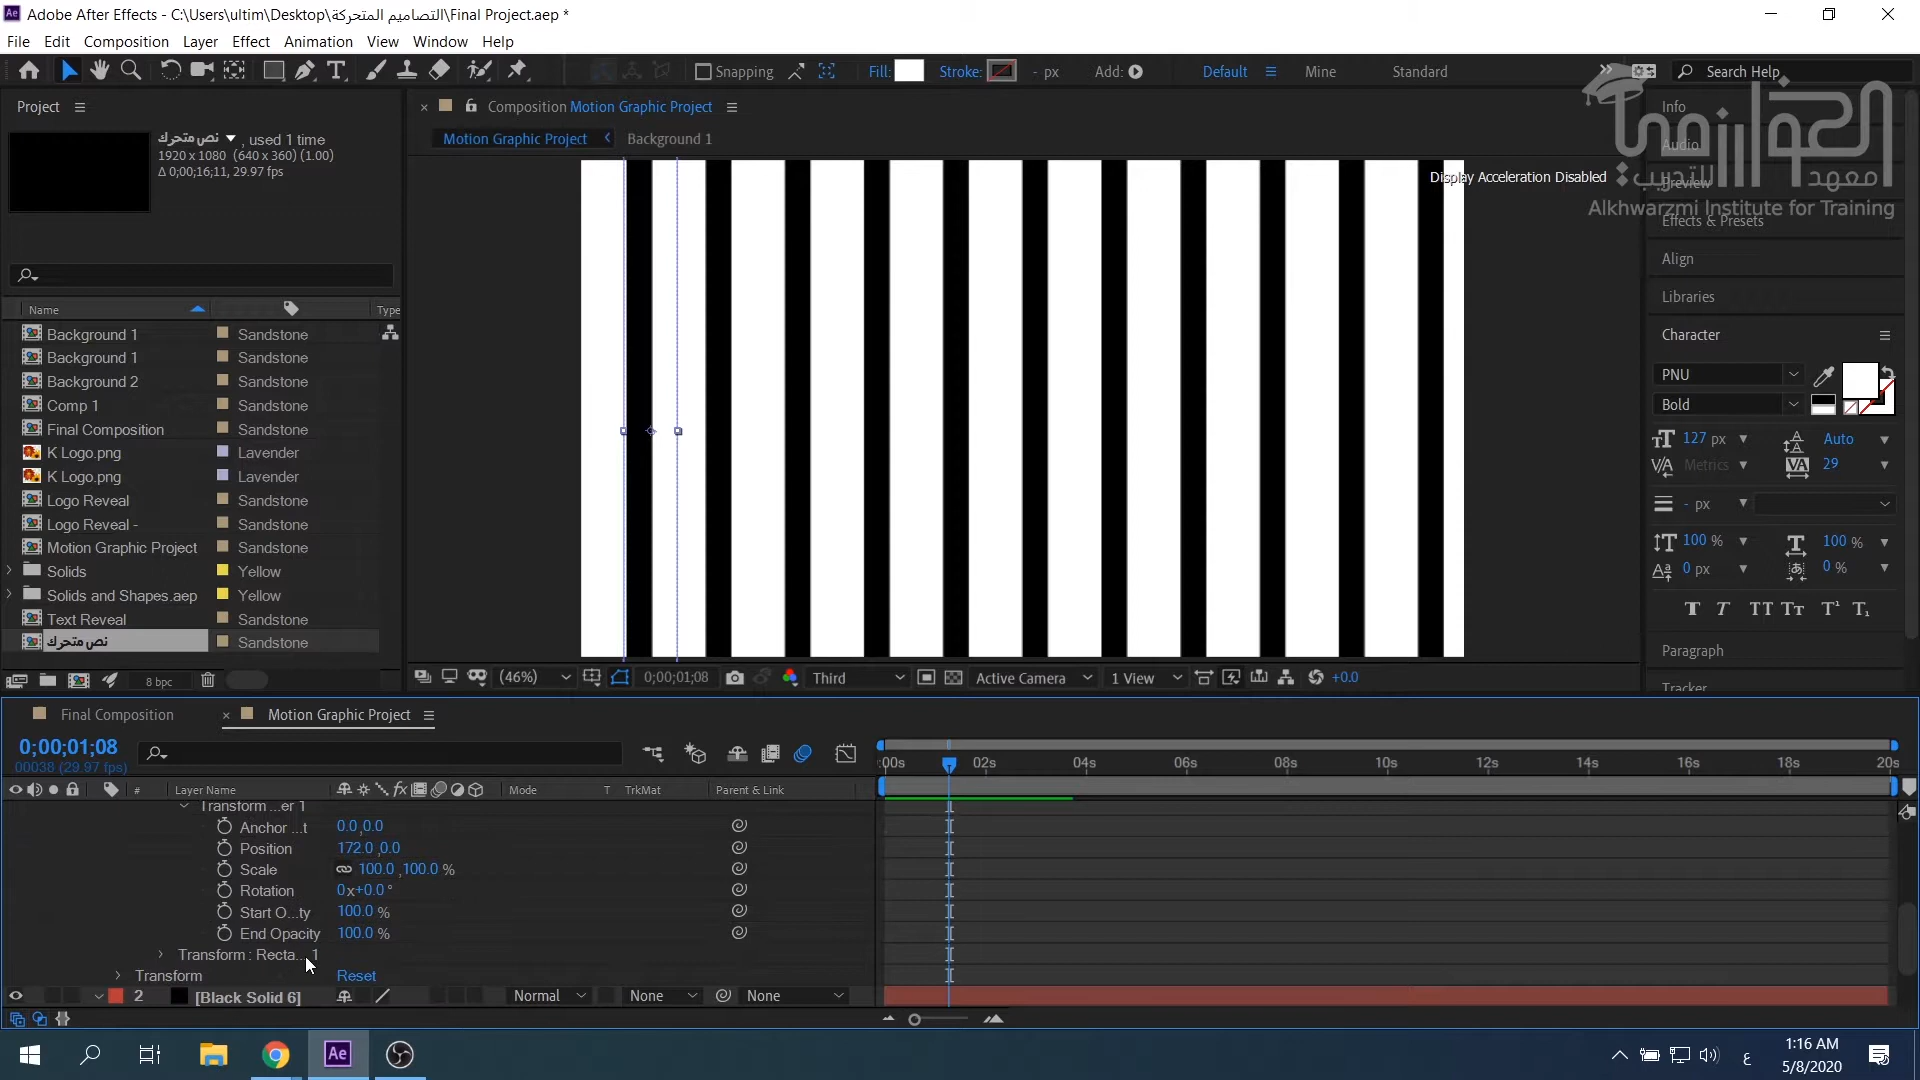 Adobe After Effects - C:\Users\ultim\Desktop\التصاميم المتحركة\Final Project.aep *
File Edit Composition Layer Effect Animation View Window Help
Snapping Fill: Stroke: - px Add: Default Mine Standard Search Help
Project
نص متحرك , used 1 time
1920 x 1080 (640 x 360) (1.00)
Δ 0;00;16;11, 29.97 fps
Name Type
Background 1 Sandstone
Background 1 Sandstone
Background 2 Sandstone
Comp 1 Sandstone
Final Composition Sandstone
K Logo.png Lavender
K Logo.png Lavender
Logo Reveal Sandstone
Logo Reveal - Sandstone
Motion Graphic Project Sandstone
Solids Yellow
Solids and Shapes.aep Yellow
Text Reveal Sandstone
نص متحرك Sandstone
8 bpc
Composition Motion Graphic Project
Motion Graphic Project Background 1
Display Acceleration Disabled
(46%) 0;00;01;08 Third Active Camera 1 View +0.0
الخوارزمي
معهد للتدريب
Alkhwarzmi Institute for Training
Info
Audio
Preview
Effects & Presets
Align
Libraries
Character
PNU
Bold
127 px Auto
Metrics 29
- px
100 % 100 %
0 px 0 %
T T TT Tt T¹ T₁
Paragraph
Tracker
Final Composition Motion Graphic Project
0;00;01;08
00038 (29.97 fps)
:00s 02s 04s 06s 08s 10s 12s 14s 16s 18s 20s
# Layer Name Mode T TrkMat Parent & Link
Transform ...er 1
Anchor ...t 0.0,0.0
Position 172.0,0.0
Scale 100.0,100.0 %
Rotation 0x+0.0°
Start O...ty 100.0 %
End Opacity 100.0 %
Transform : Recta... 1
Transform Reset
2 [Black Solid 6] Normal None None
Ae ع 1:16 AM
5/8/2020